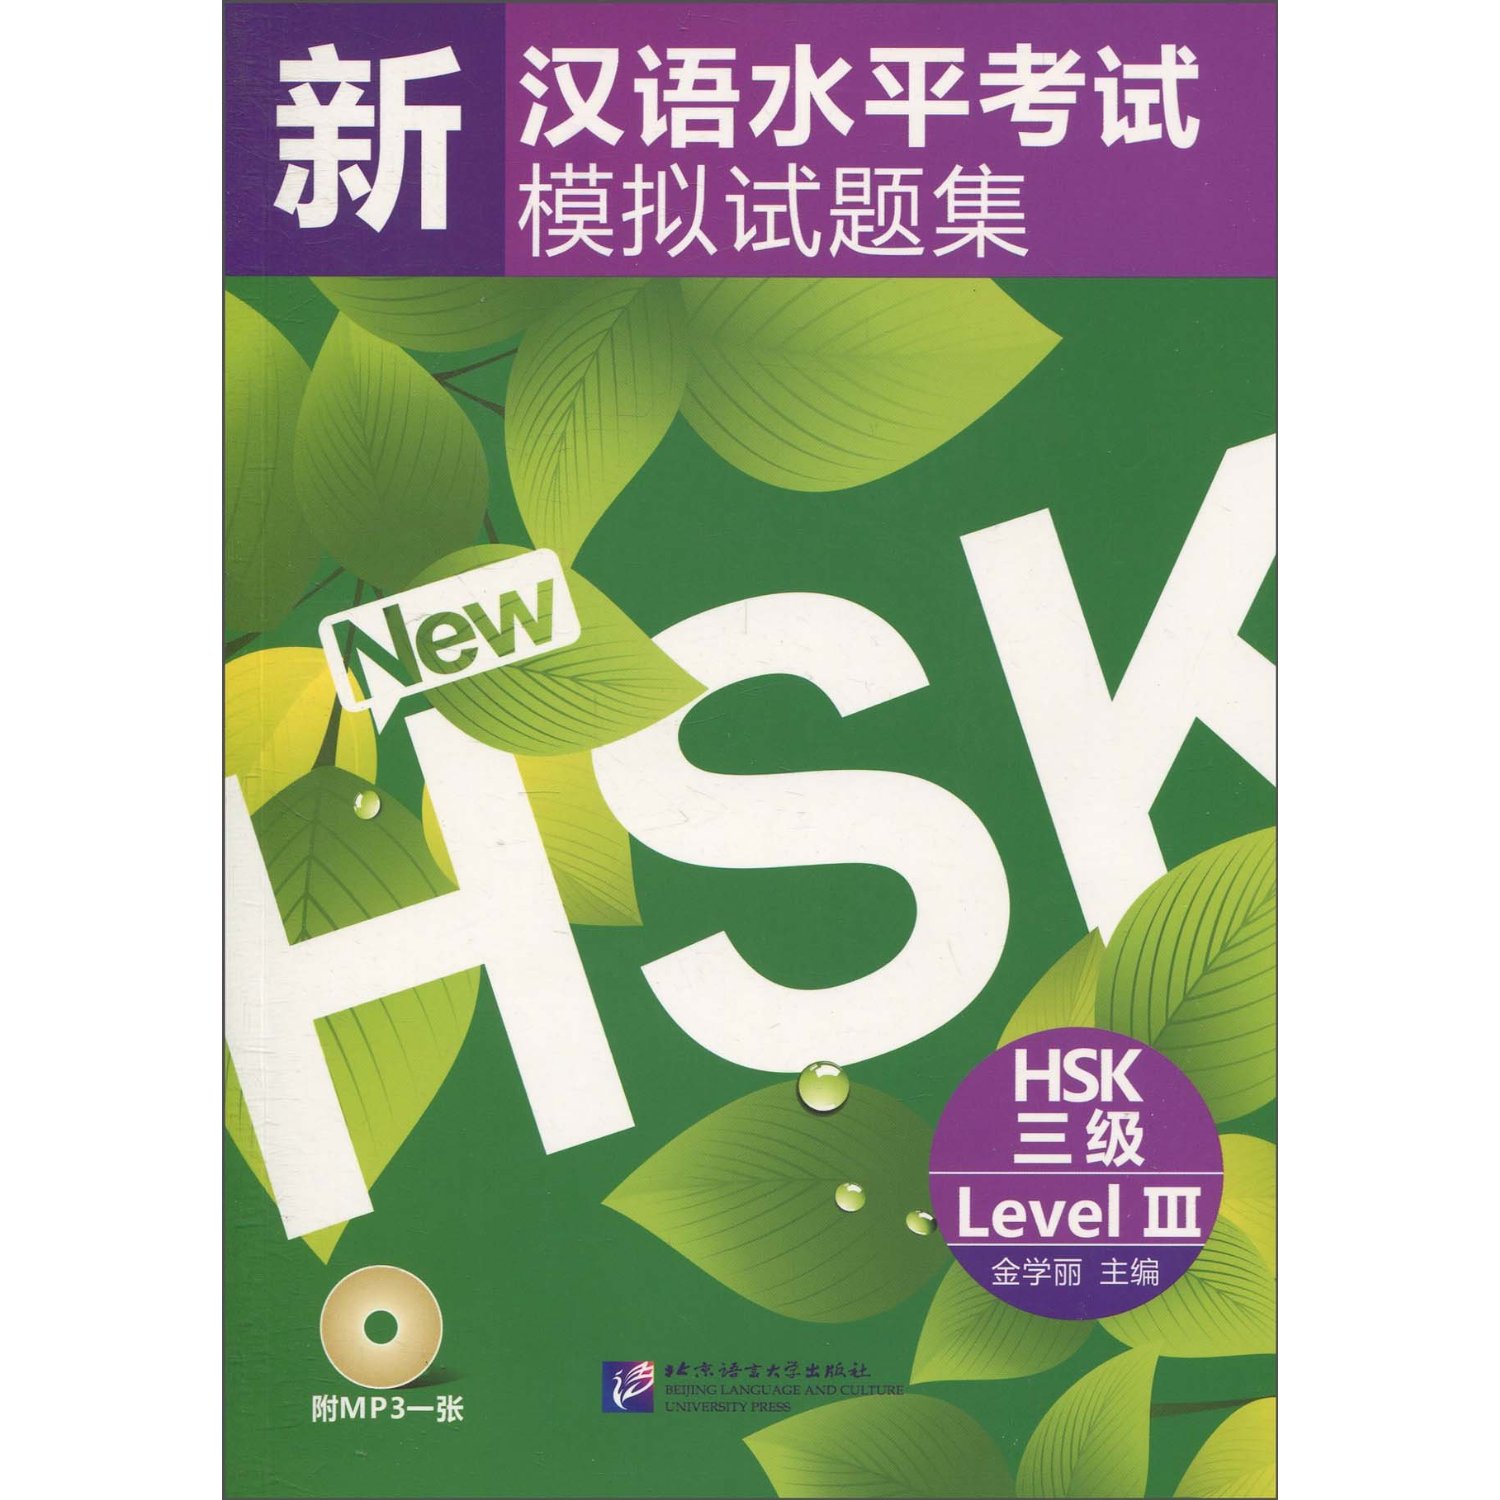 新
汉语水平考试
模拟试题集
New
HSK
HSK
三级
Level III
金学丽 主编
附MP3一张
北京语言大学出版社
BEIJING LANGUAGE AND CULTURE
UNIVERSITY PRESS